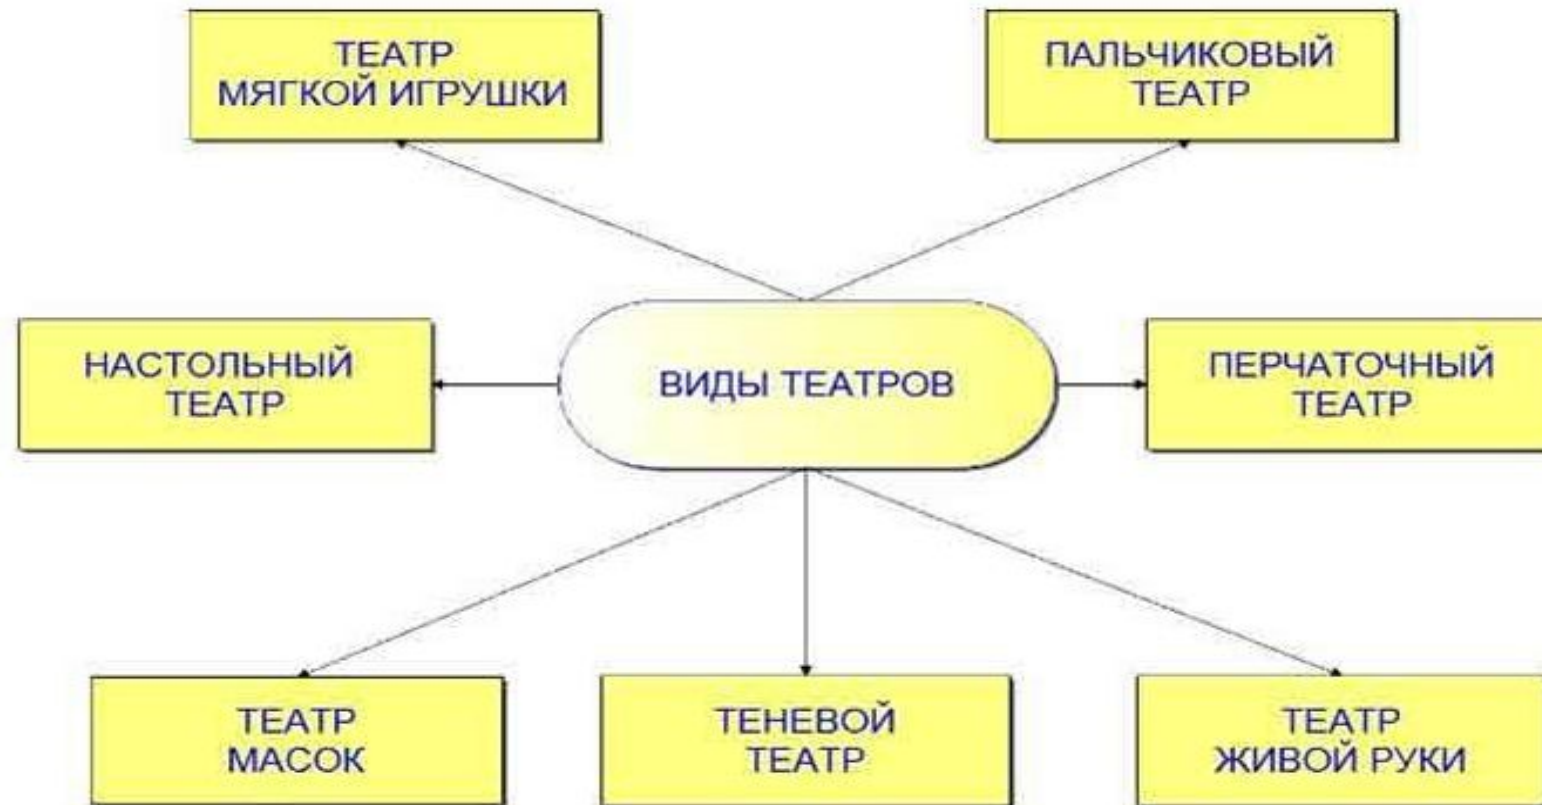 ТЕАТР
МЯГКОЙ ИГРУШКИ
ПАЛЬЧИКОВЫЙ
ТЕАТР
НАСТОЛЬНЫЙ
ТЕАТР
ВИДЫ ТЕАТРОВ
ПЕРЧАТОЧНЫЙ
ТЕАТР
ТЕАТР
МАСОК
ТЕНЕВОЙ
ТЕАТР
ТЕАТР
ЖИВОЙ РУКИ